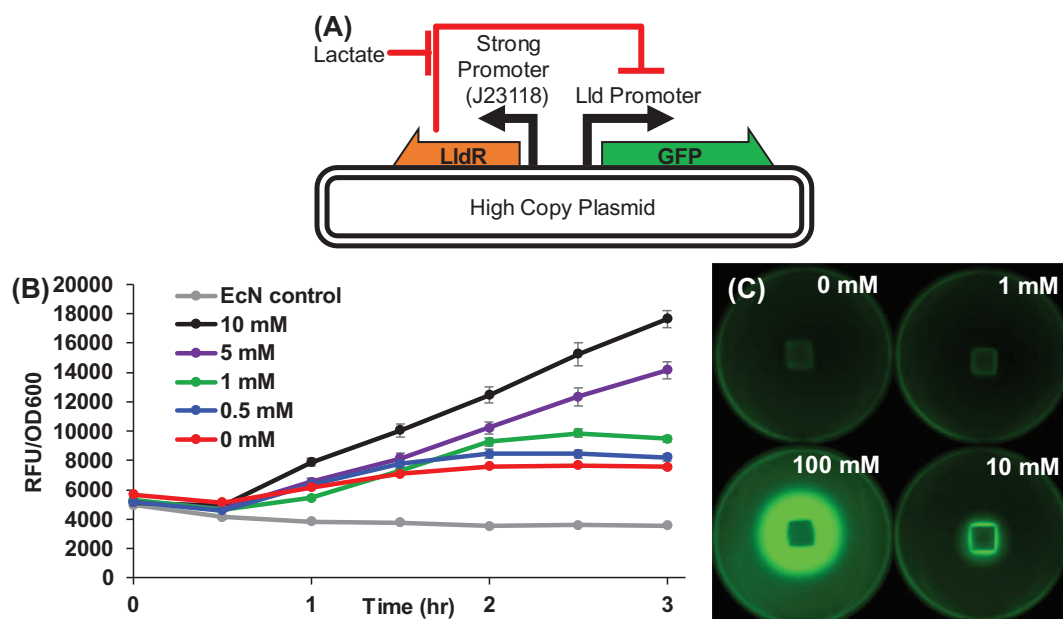 (A)
Lactate
Strong
Promoter
(J23118)
Lld Promoter
LldR
GFP
High Copy Plasmid
(B)
RFU/OD600
20000
18000
16000
14000
12000
10000
8000
6000
4000
2000
0
EcN control
10 mM
5 mM
1 mM
0.5 mM
0 mM
0
1
2
3
Time (hr)
(C)
0 mM
1 mM
100 mM
10 mM